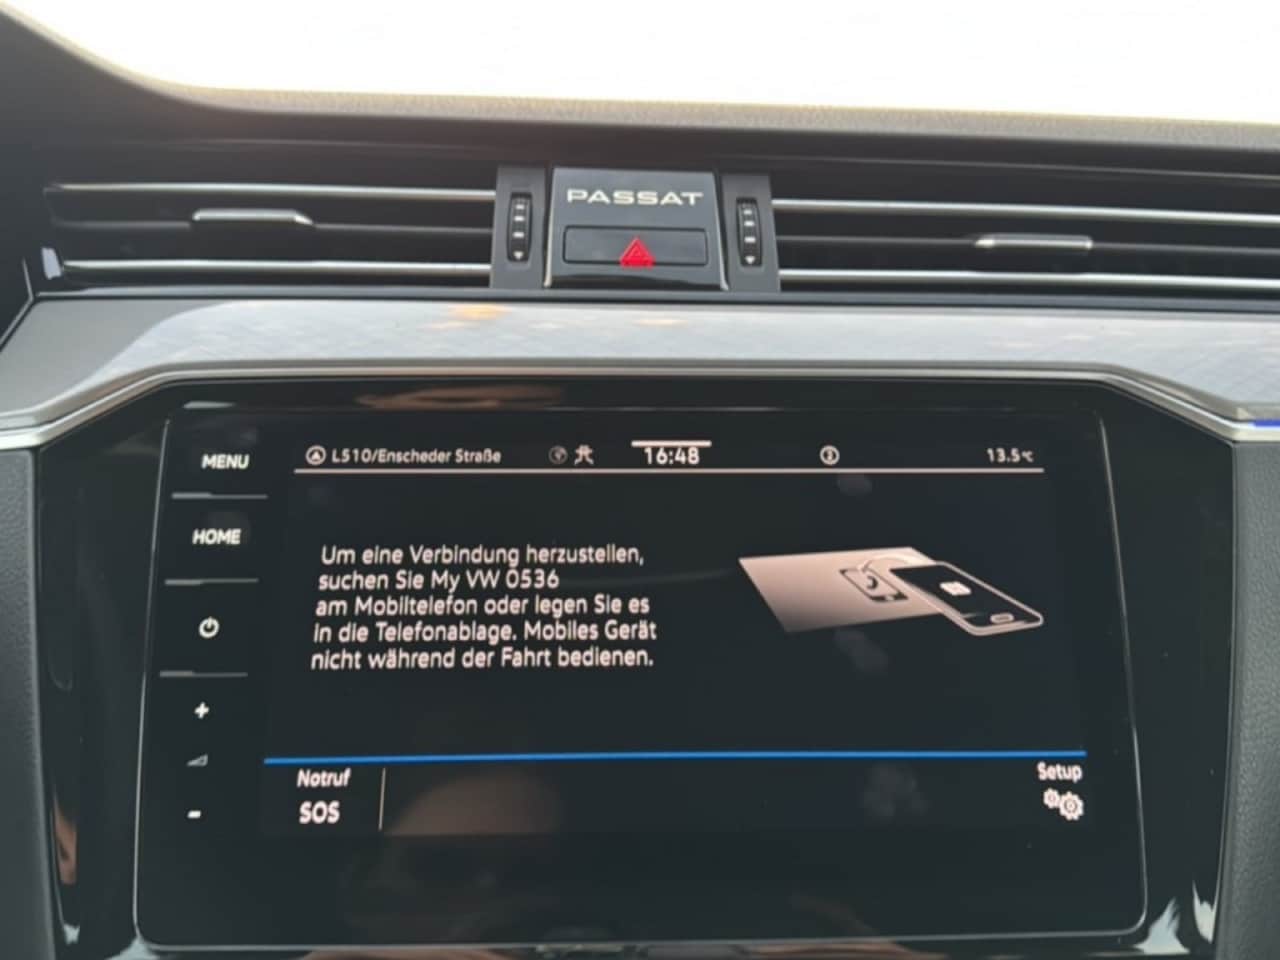 PASSAT
MENU
L510/Enscheder Straße 16:48 13.5°C
HOME
Um eine Verbindung herzustellen,
suchen Sie My VW 0536
am Mobiltelefon oder legen Sie es
in die Telefonablage. Mobiles Gerät
nicht während der Fahrt bedienen.
+
-
Notruf
SOS
Setup